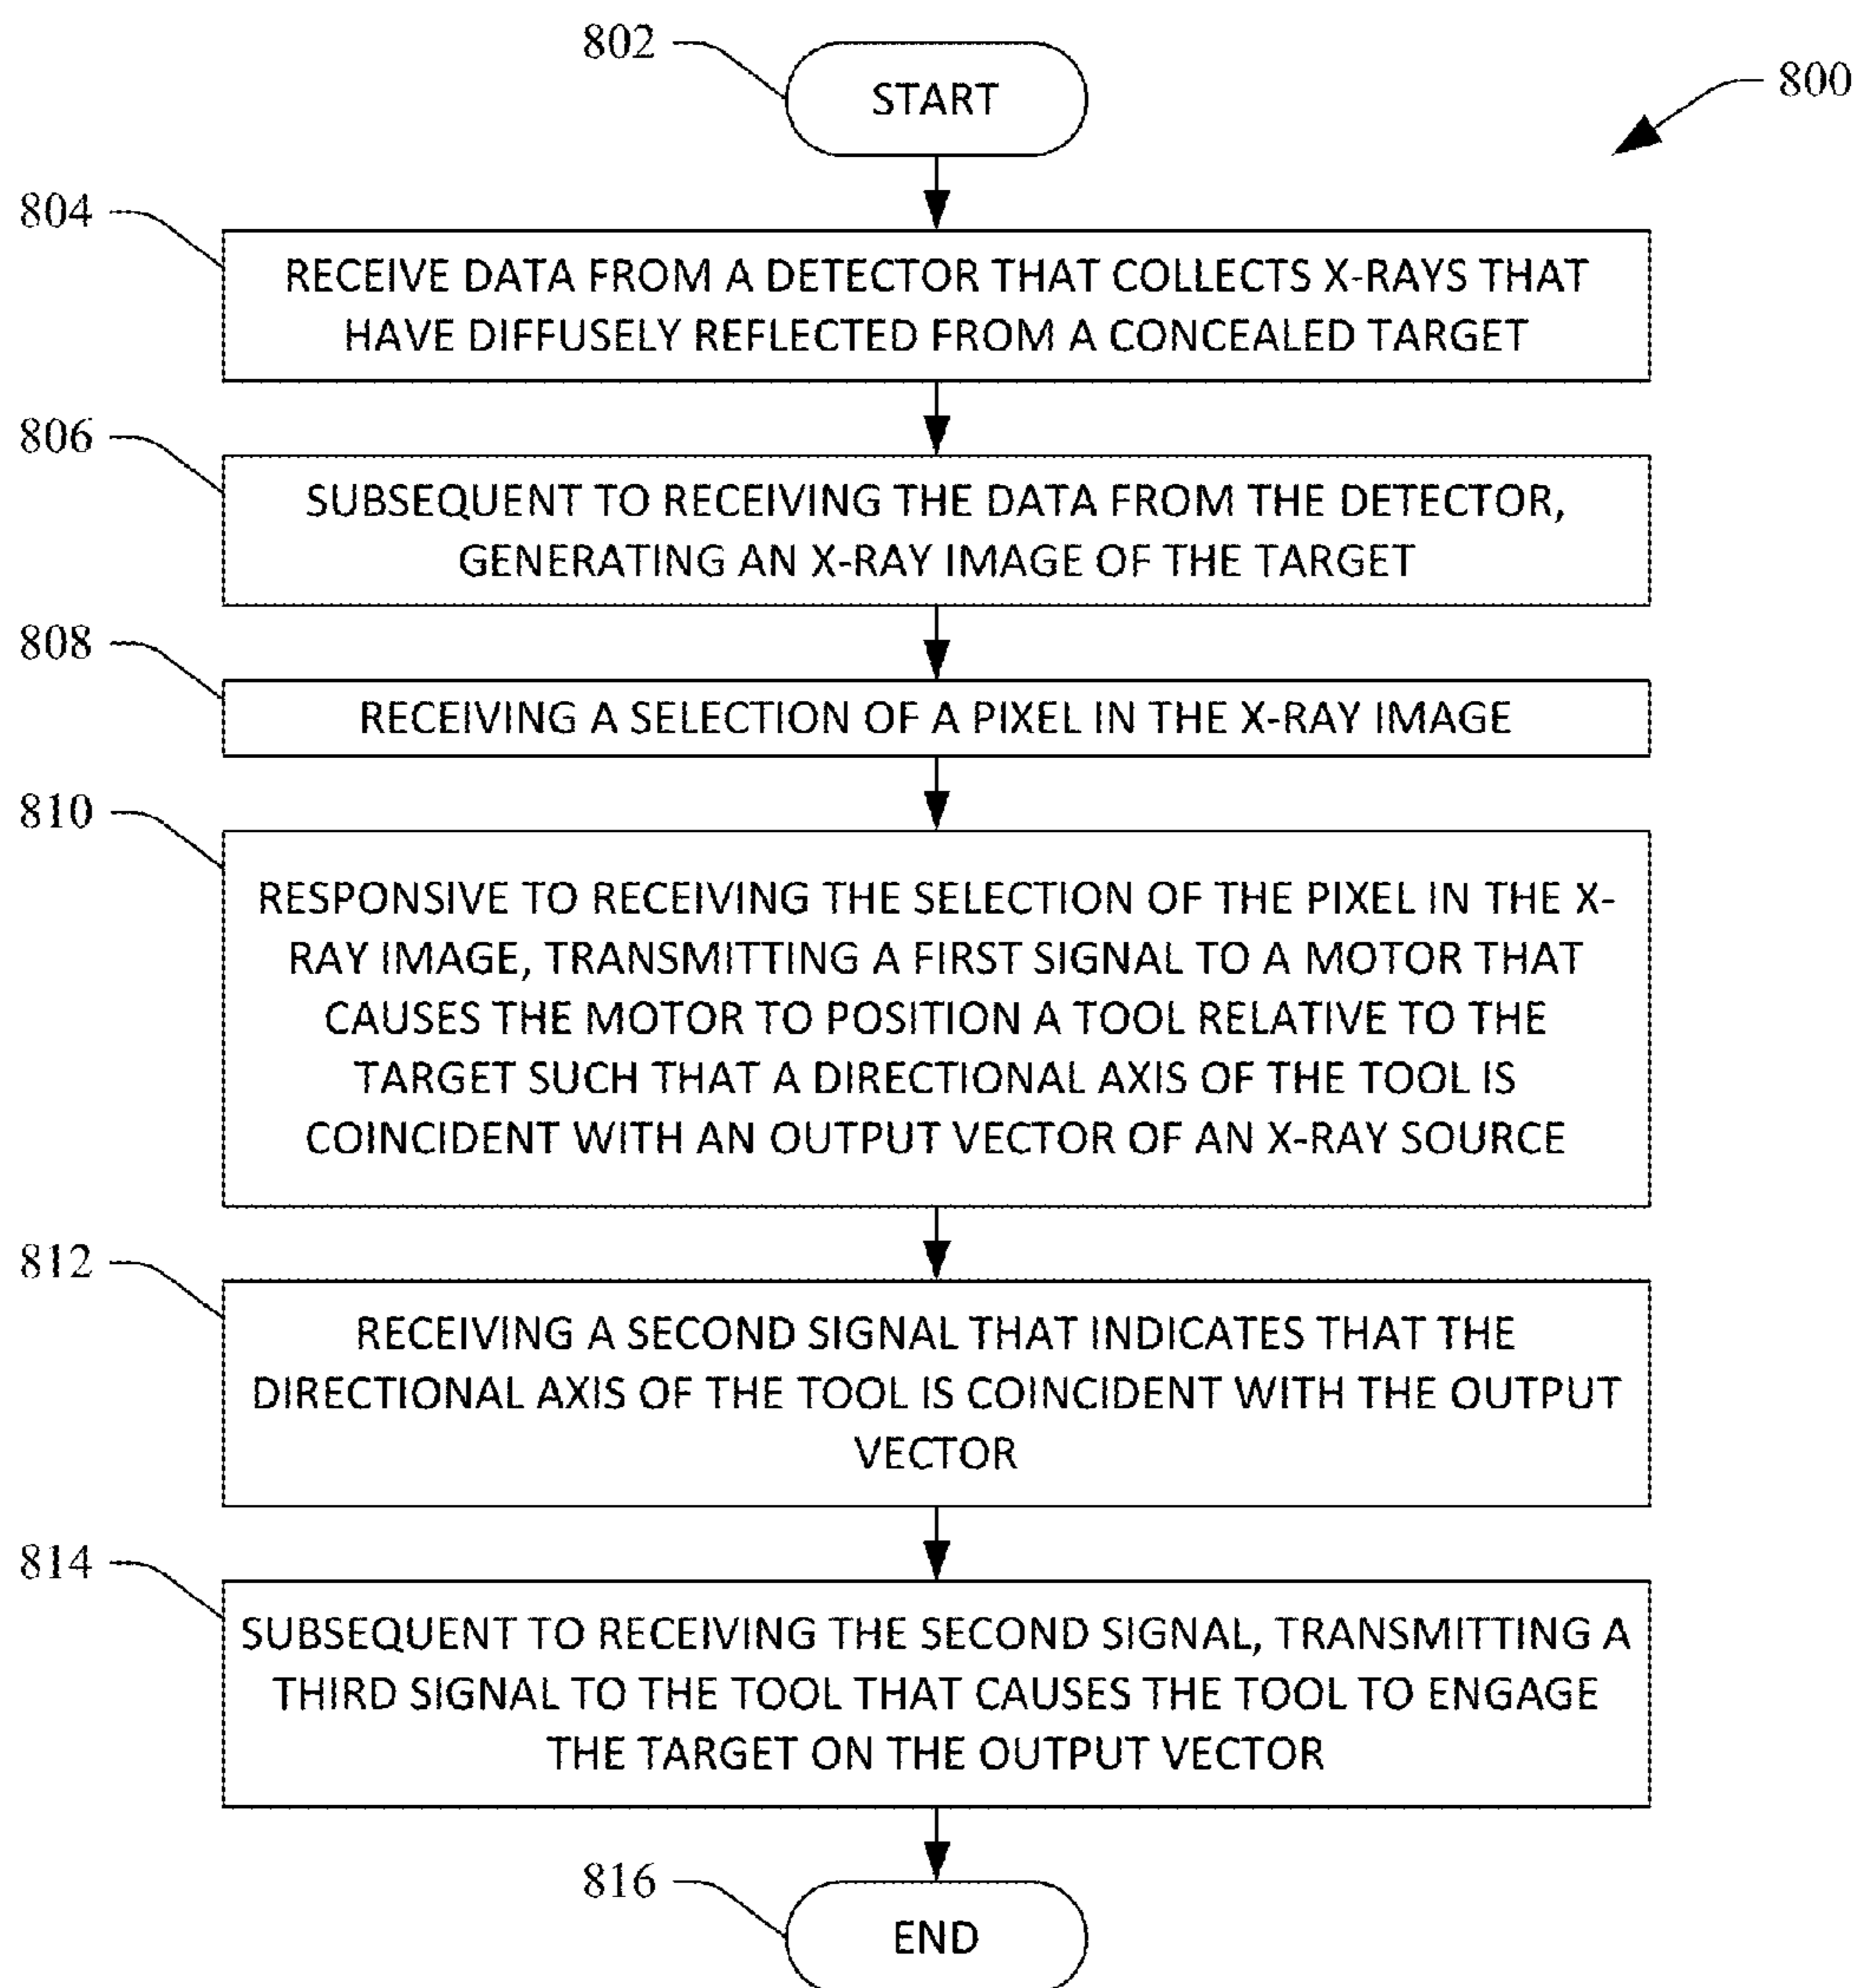 802
START
800
804
RECEIVE DATA FROM A DETECTOR THAT COLLECTS X-RAYS THAT
HAVE DIFFUSELY REFLECTED FROM A CONCEALED TARGET
806
SUBSEQUENT TO RECEIVING THE DATA FROM THE DETECTOR,
GENERATING AN X-RAY IMAGE OF THE TARGET
808
RECEIVING A SELECTION OF A PIXEL IN THE X-RAY IMAGE
810
RESPONSIVE TO RECEIVING THE SELECTION OF THE PIXEL IN THE X-
RAY IMAGE, TRANSMITTING A FIRST SIGNAL TO A MOTOR THAT
CAUSES THE MOTOR TO POSITION A TOOL RELATIVE TO THE
TARGET SUCH THAT A DIRECTIONAL AXIS OF THE TOOL IS
COINCIDENT WITH AN OUTPUT VECTOR OF AN X-RAY SOURCE
812
RECEIVING A SECOND SIGNAL THAT INDICATES THAT THE
DIRECTIONAL AXIS OF THE TOOL IS COINCIDENT WITH THE OUTPUT
VECTOR
814
SUBSEQUENT TO RECEIVING THE SECOND SIGNAL, TRANSMITTING A
THIRD SIGNAL TO THE TOOL THAT CAUSES THE TOOL TO ENGAGE
THE TARGET ON THE OUTPUT VECTOR
816
END